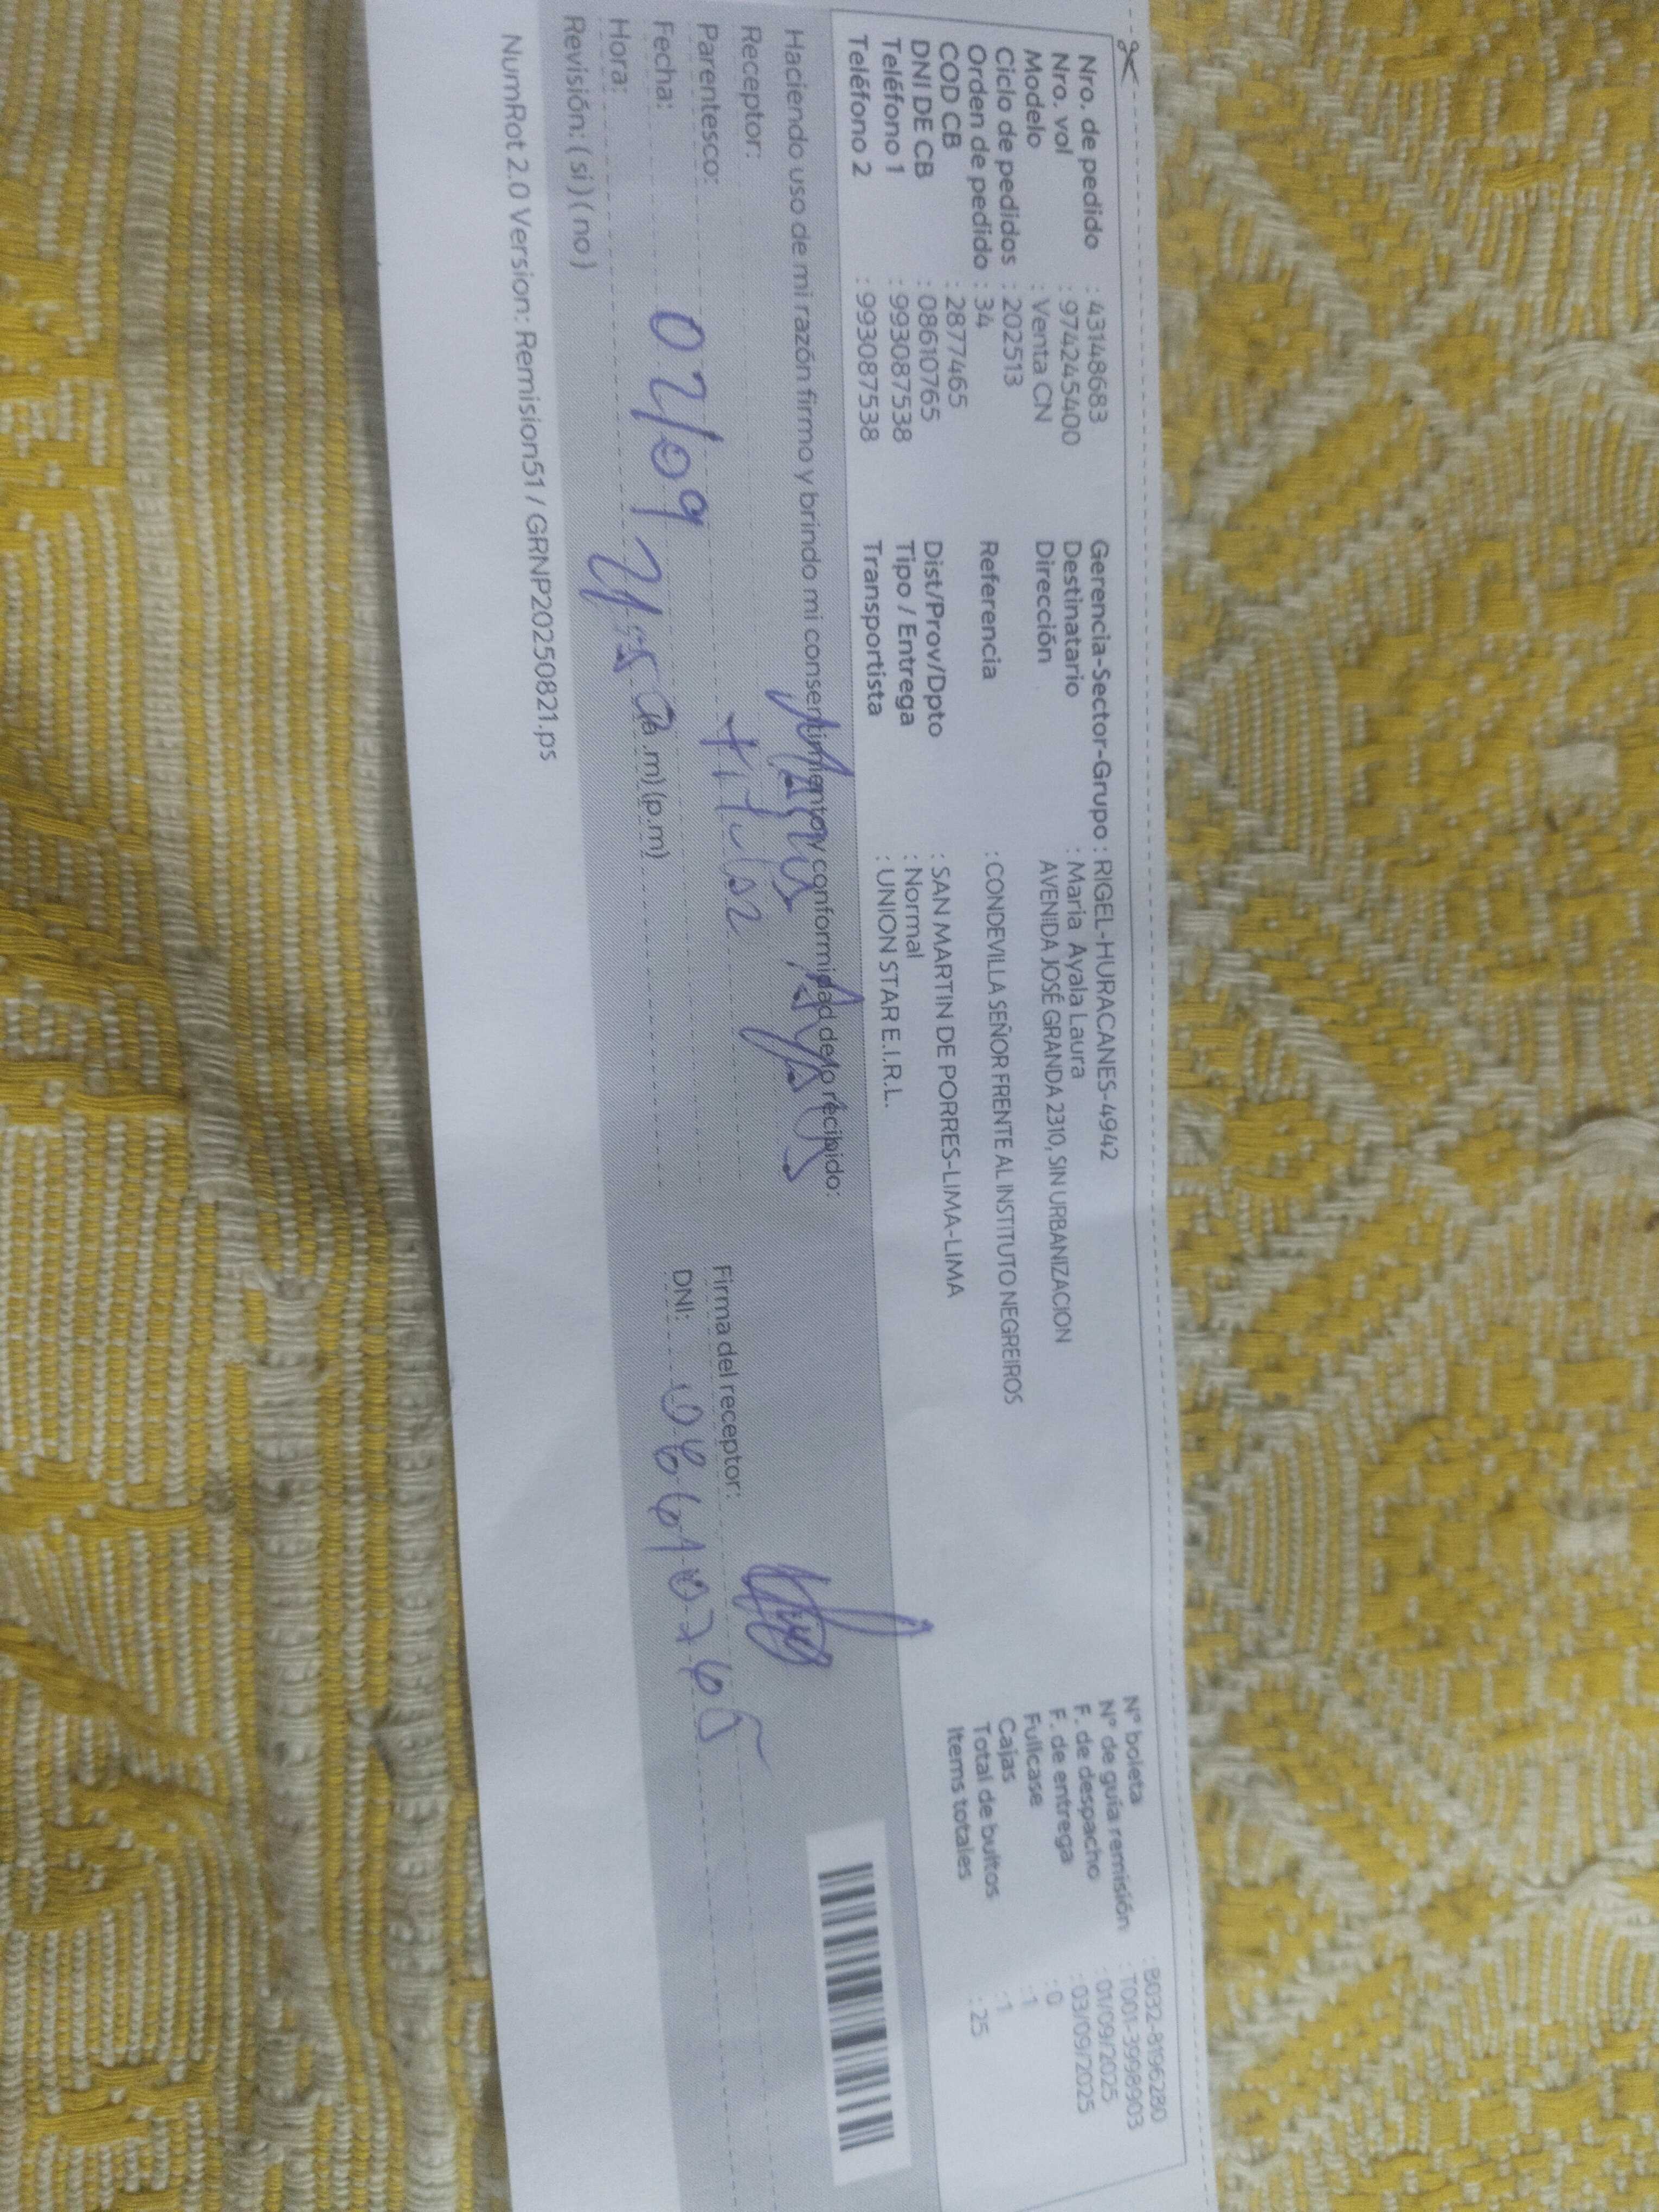 Nro. de pedido : 43148683
Nro. vol : 9742245400
Modelo : Venta CN
Ciclo de pedidos : 202513
Orden de pedido : 34
COD CB : 28774465
DNI DE CB : 08610765
Teléfono 1 : 993087538
Teléfono 2 : 993087538
Gerencia-Sector-Grupo : RIGEL-HURACANES-4942
Destinatario : Maria Ayala Laura
Dirección AVENIDA JOSÉ GRANDA 2310, SIN URBANIZACION
Referencia : CONDEVILLA SEÑOR FRENTE AL INSTITUTO NEGREIROS
Dist/Prov/Dpto : SAN MARTIN DE PORRES-LIMA-LIMA
Tipo / Entrega : Normal
Transportista : UNION STAR E.I.R.L.
N° boleta : B032-8196280
N° de guía remisión : T001-3998903
F. de despacho : 01/09/2025
F. de entrega : 03/09/2025
Fullcase : 0
Cajas : 1
Total de bultos : 1
Items totales : 25
Haciendo uso de mi razón firmo y brindo mi consentimiento y conformidad de lo recibido:
Receptor:
Parentesco: titular
Fecha: 02/09
Hora: (a.m)(p.m)
Revisión: (si) (no)
Firma del receptor:
DNI: 08610765
NumRot 2.0 Version: Remision51 / GRNP20250821.ps